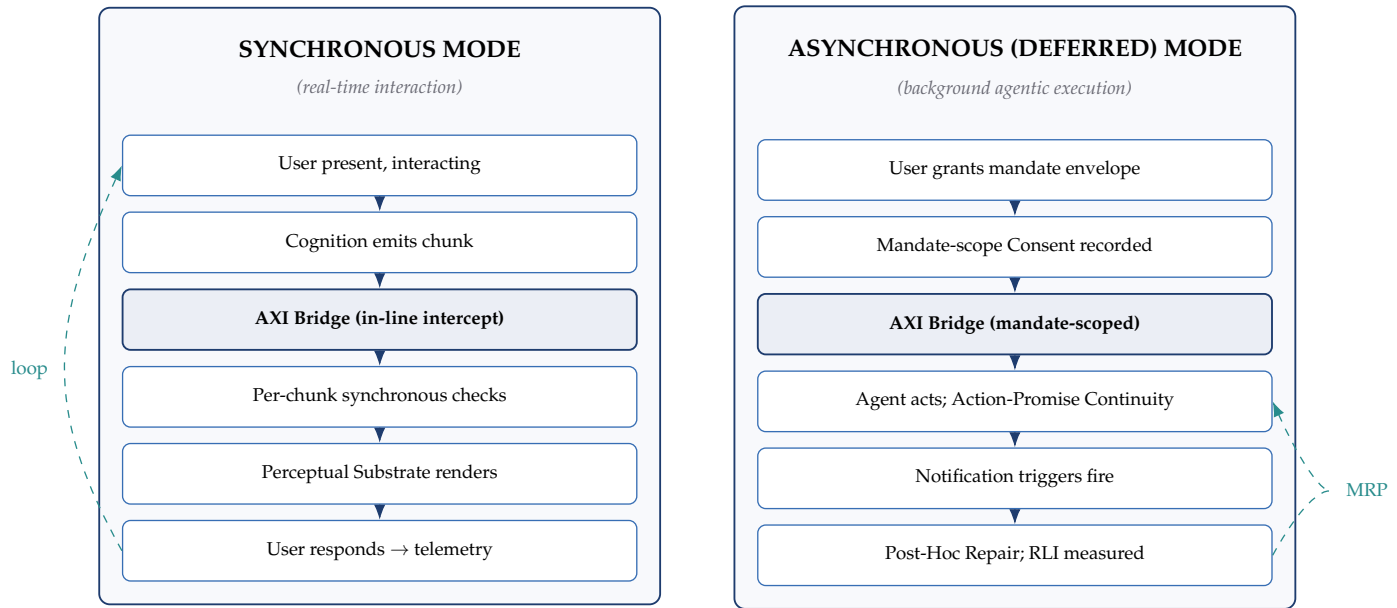 SYNCHRONOUS MODE
(real-time interaction)
User present, interacting
Cognition emits chunk
AXI Bridge (in-line intercept)
Per-chunk synchronous checks
Perceptual Substrate renders
User responds → telemetry
loop
ASYNCHRONOUS (DEFERRED) MODE
(background agentic execution)
User grants mandate envelope
Mandate-scope Consent recorded
AXI Bridge (mandate-scoped)
Agent acts; Action-Promise Continuity
Notification triggers fire
Post-Hoc Repair; RLI measured
MRP